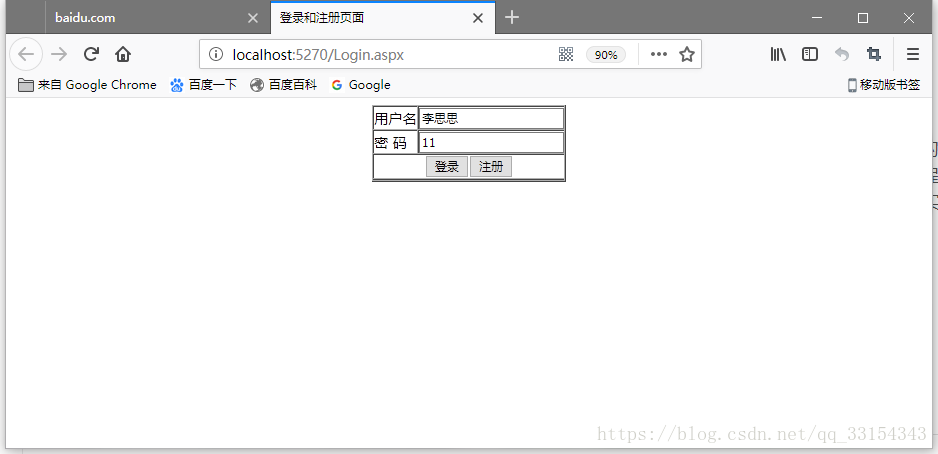 baidu.com
登录和注册页面
localhost:5270/Login.aspx
90%
来自 Google Chrome
百度一下
百度百科
Google
移动版书签
用户名 李思思
密 码 11
登录 注册
https://blog.csdn.net/qq_33154343